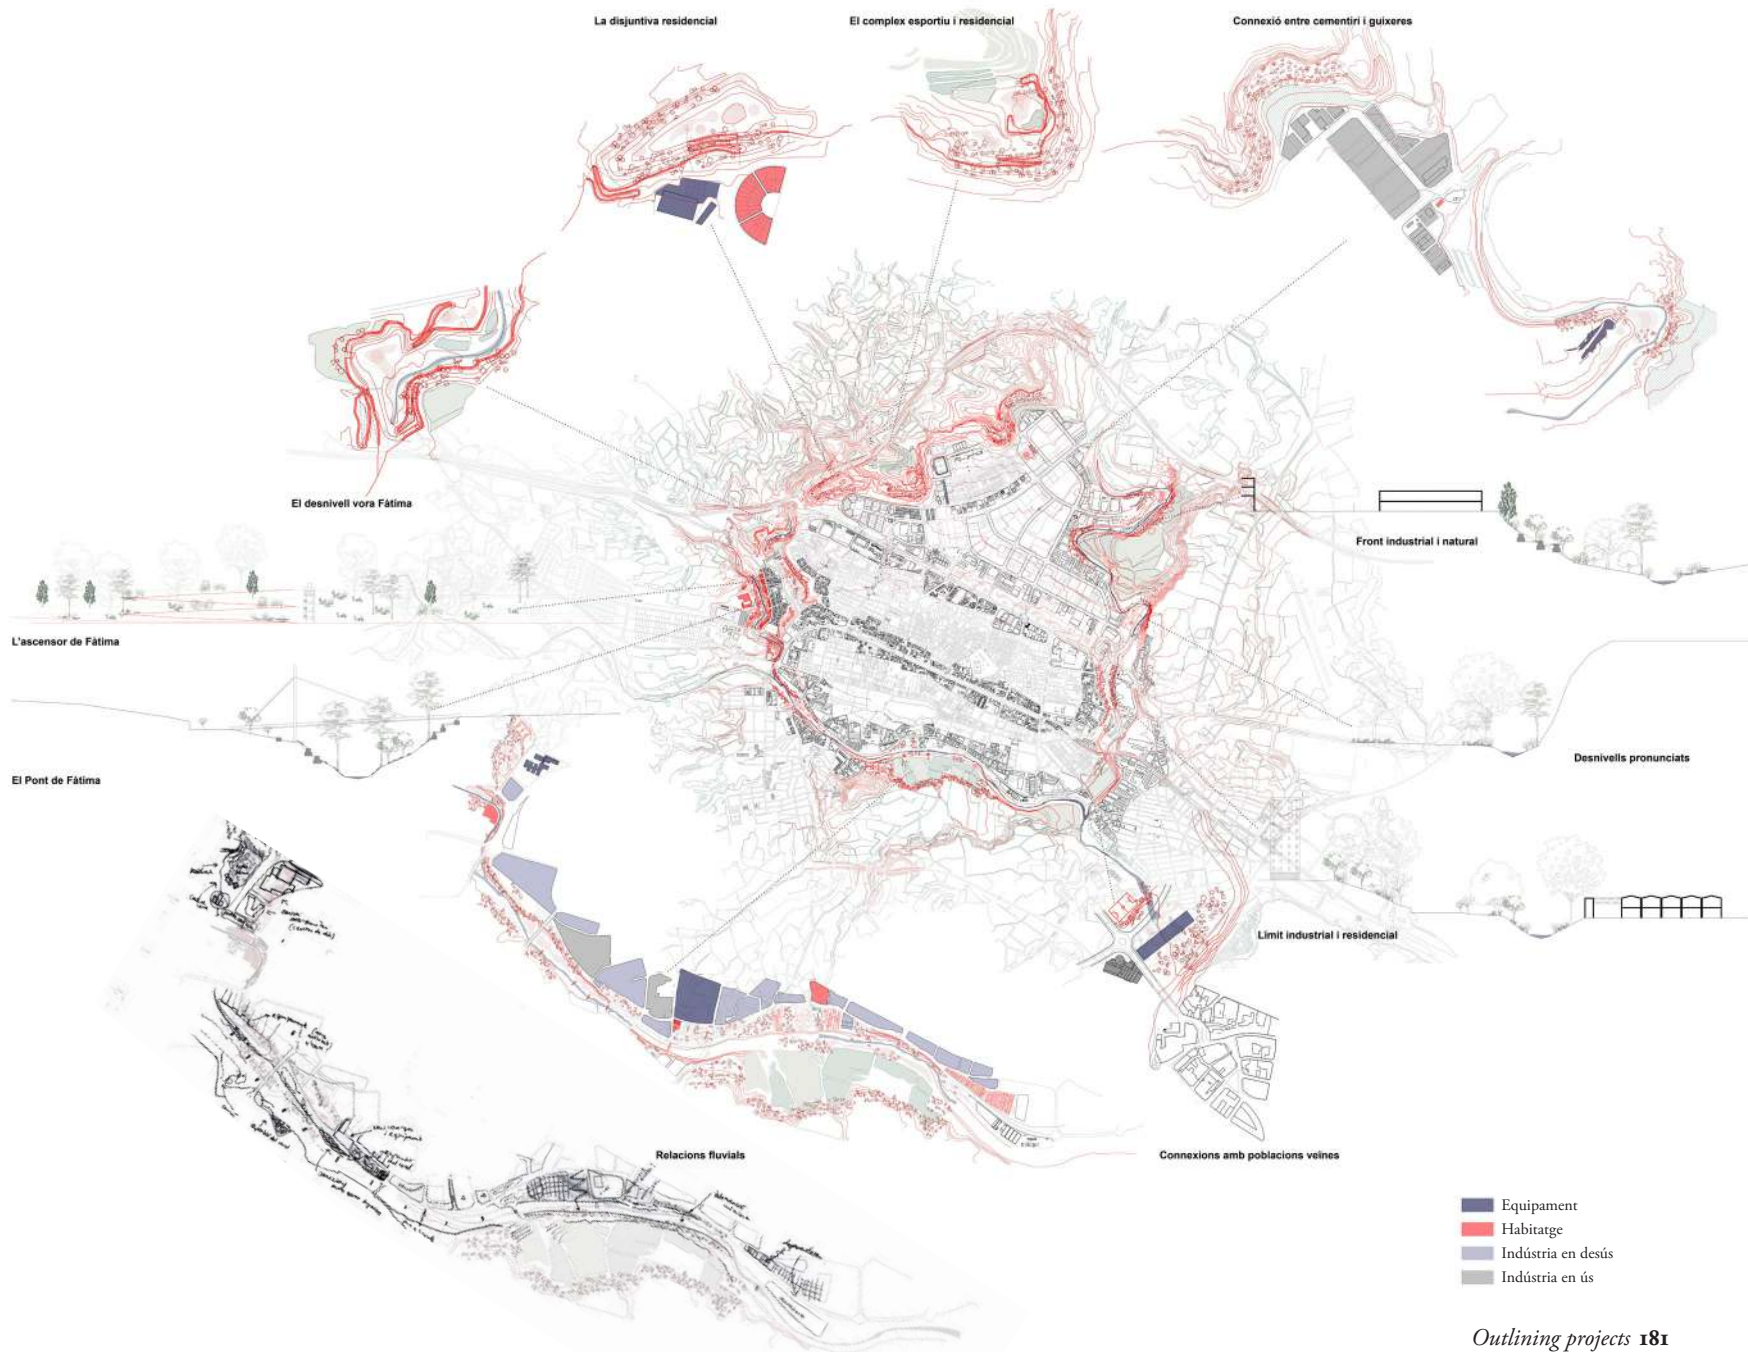 La disjuntiva residencial
El complex esportiu i residencial
Connexió entre cementiri i guixeres
El desnivell vora Fàtima
Front industrial i natural
L'ascensor de Fàtima
El Pont de Fàtima
Desnivells pronunciats
Límit industrial i residencial
Relacions fluvials
Connexions amb poblacions veïnes
Equipament
Habitatge
Indústria en desús
Indústria en ús
Outlining projects 181